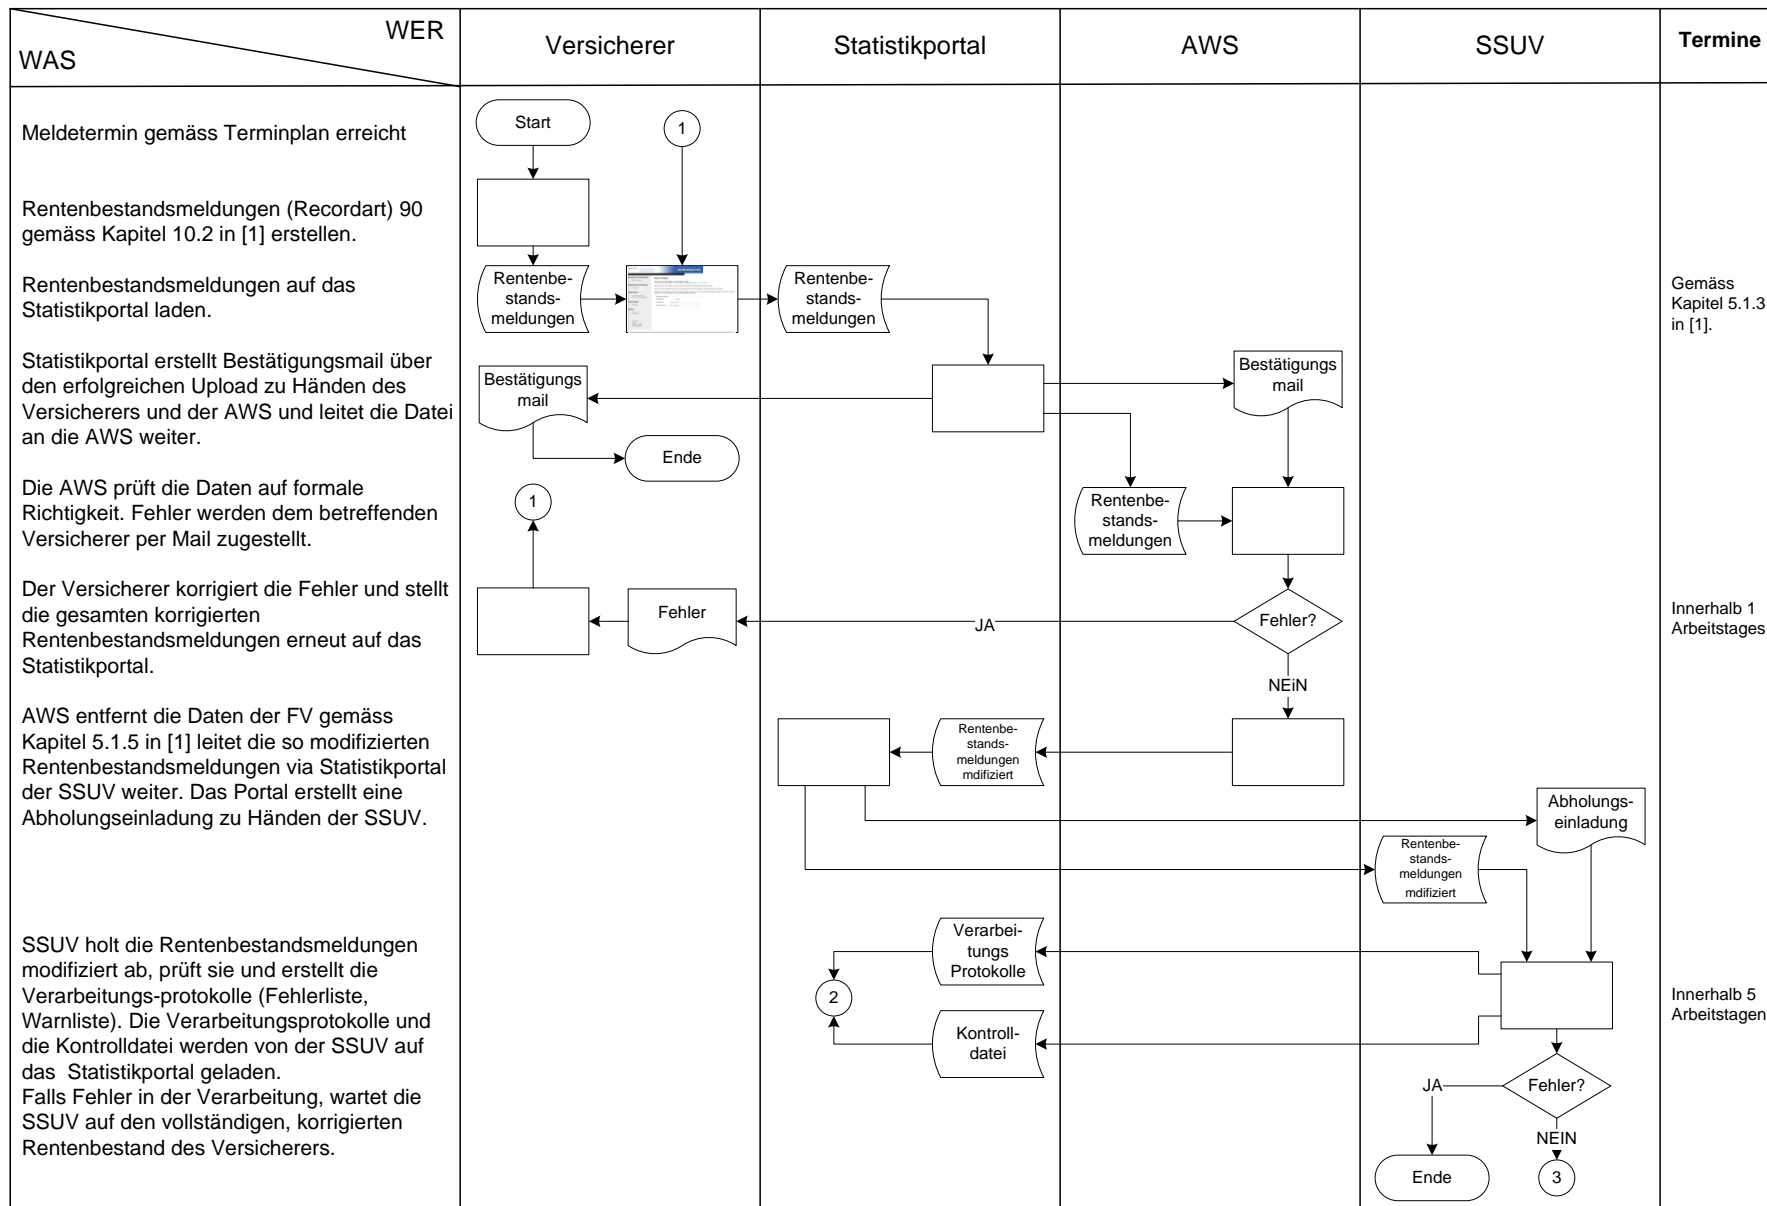 WER
WAS
Versicherer
Statistikportal
AWS
SSUV
Termine
Meldetermin gemäss Terminplan erreicht
Start
1
Rentenbestandsmeldungen (Recordart) 90
gemäss Kapitel 10.2 in [1] erstellen.
Rentenbestandsmeldungen auf das
Statistikportal laden.
Rentenbe-
stands-
meldungen
Rentenbe-
stands-
meldungen
Gemäss
Kapitel 5.1.3
in [1].
Statistikportal erstellt Bestätigungsmail über
den erfolgreichen Upload zu Händen des
Versicherers und der AWS und leitet die Datei
an die AWS weiter.
Bestätigungs
mail
Bestätigungs
mail
Ende
Die AWS prüft die Daten auf formale
Richtigkeit. Fehler werden dem betreffenden
Versicherer per Mail zugestellt.
1
Rentenbe-
stands-
meldungen
Der Versicherer korrigiert die Fehler und stellt
die gesamten korrigierten
Rentenbestandsmeldungen erneut auf das
Statistikportal.
Fehler
JA
Fehler?
NEiN
Innerhalb 1
Arbeitstages
AWS entfernt die Daten der FV gemäss
Kapitel 5.1.5 in [1] leitet die so modifizierten
Rentenbestandsmeldungen via Statistikportal
der SSUV weiter. Das Portal erstellt eine
Abholungseinladung zu Händen der SSUV.
Rentenbe-
stands-
meldungen
mdifiziert
Abholungs-
einladung
Rentenbe-
stands-
meldungen
mdifiziert
SSUV holt die Rentenbestandsmeldungen
modifiziert ab, prüft sie und erstellt die
Verarbeitungs-protokolle (Fehlerliste,
Warnliste). Die Verarbeitungsprotokolle und
die Kontrolldatei werden von der SSUV auf
das  Statistikportal geladen.
Falls Fehler in der Verarbeitung, wartet die
SSUV auf den vollständigen, korrigierten
Rentenbestand des Versicherers.
Verarbei-
tungs
Protokolle
2
Kontroll-
datei
Innerhalb 5
Arbeitstagen
JA
Fehler?
NEIN
Ende
3